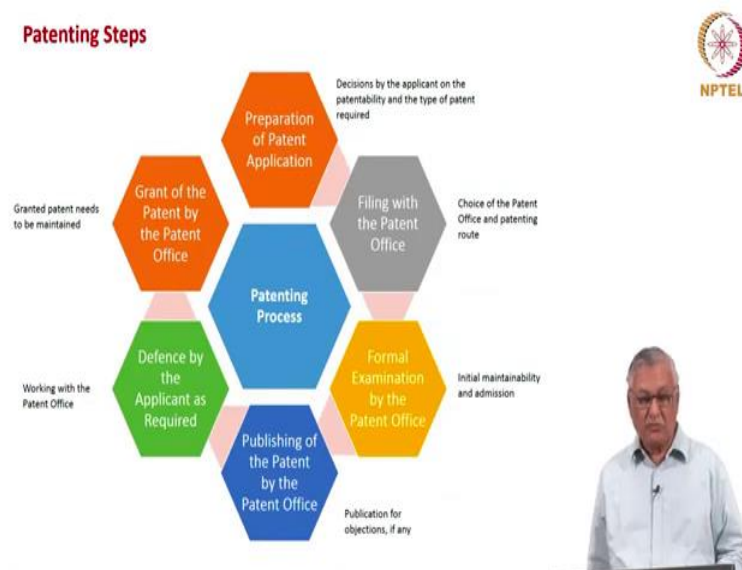 Patenting Steps
NPTEL
Decisions by the applicant on the
patentability and the type of patent
required
Preparation
of Patent
Application
Filing with
the Patent
Office
Choice of the Patent
Office and patenting
route
Formal
Examination
by the
Patent Office
Initial maintainability
and admission
Publishing of
the Patent
by the
Patent Office
Publication for
objections, if any
Defence by
the
Applicant as
Required
Working with the
Patent Office
Grant of the
Patent by
the Patent
Office
Granted patent needs
to be maintained
Patenting
Process